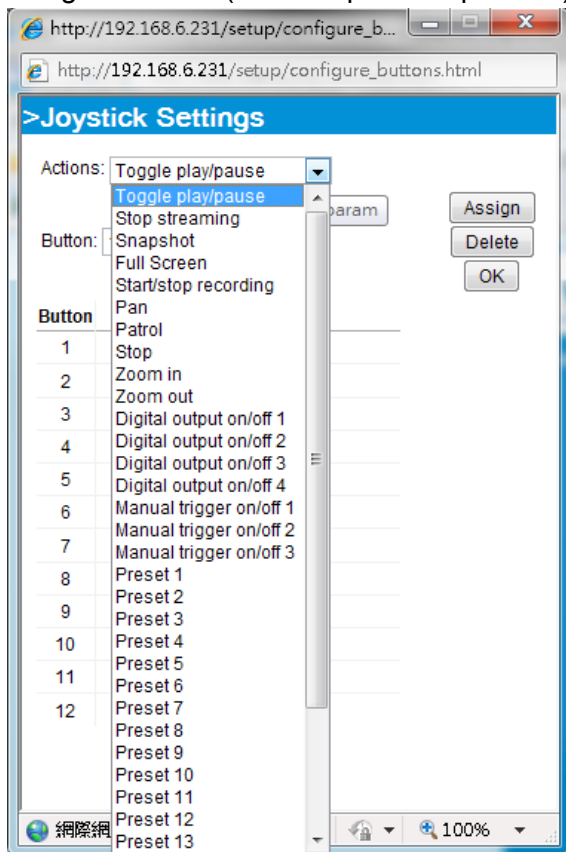 http://192.168.6.231/setup/configure_b...
http://192.168.6.231/setup/configure_buttons.html
>Joystick Settings
Actions: Toggle play/pause
Toggle play/pause
param Assign
Stop streaming
Button: Snapshot Delete
Full Screen
Start/stop recording OK
Button Pan
Patrol
1 Stop
2 Zoom in
Zoom out
3 Digital output on/off 1
4 Digital output on/off 2
Digital output on/off 3
5 Digital output on/off 4
6 Manual trigger on/off 1
Manual trigger on/off 2
7 Manual trigger on/off 3
8 Preset 1
Preset 2
9 Preset 3
10 Preset 4
Preset 5
11 Preset 6
12 Preset 7
Preset 8
Preset 9
Preset 10
Preset 11
Preset 12
網際網 100%
Preset 13